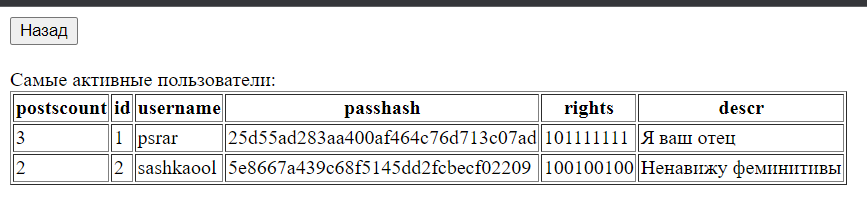 Назад
Самые активные пользователи:
postscount id username passhash rights descr
3 1 psrar 25d55ad283aa400af464c76d713c07ad 101111111 Я ваш отец
2 2 sashkaool 5e8667a439c68f5145dd2fcbecf02209 100100100 Ненавижу феминитивы